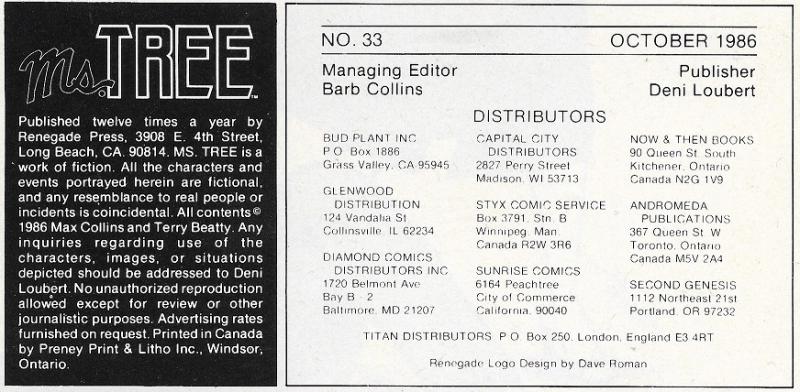 Ms. TREE™
Published twelve times a year by
Renegade Press, 3908 E. 4th Street,
Long Beach, CA. 90814. MS. TREE is a
work of fiction. All the characters and
events portrayed herein are fictional,
and any resemblance to real people or
incidents is coincidental. All contents©
1986 Max Collins and Terry Beatty. Any
inquiries regarding use of the
characters, images, or situations
depicted should be addressed to Deni
Loubert. No unauthorized reproduction
allowed except for review or other
journalistic purposes. Advertising rates
furnished on request. Printed in Canada
by Preney Print & Litho Inc., Windsor,
Ontario.
NO. 33 OCTOBER 1986
Managing Editor
Barb Collins
Publisher
Deni Loubert
DISTRIBUTORS
BUD PLANT INC
P.O. Box 1886
Grass Valley, CA 95945
GLENWOOD
DISTRIBUTION
124 Vandalia St
Collinsville, IL 62234
DIAMOND COMICS
DISTRIBUTORS INC
1720 Belmont Ave
Bay B - 2
Baltimore, MD 21207
CAPITAL CITY
DISTRIBUTORS
2827 Perry Street
Madison, WI 53713
STYX COMIC SERVICE
Box 3791, Stn. B
Winnipeg, Man.
Canada R2W 3R6
SUNRISE COMICS
6164 Peachtree
City of Commerce
California, 90040
NOW & THEN BOOKS
90 Queen St. South
Kitchener, Ontario
Canada N2G 1V9
ANDROMEDA
PUBLICATIONS
367 Queen St. W
Toronto, Ontario
Canada M5V 2A4
SECOND GENESIS
1112 Northeast 21st
Portland, OR 97232
TITAN DISTRIBUTORS P.O. Box 250, London, England E3 4RT
Renegade Logo Design by Dave Roman